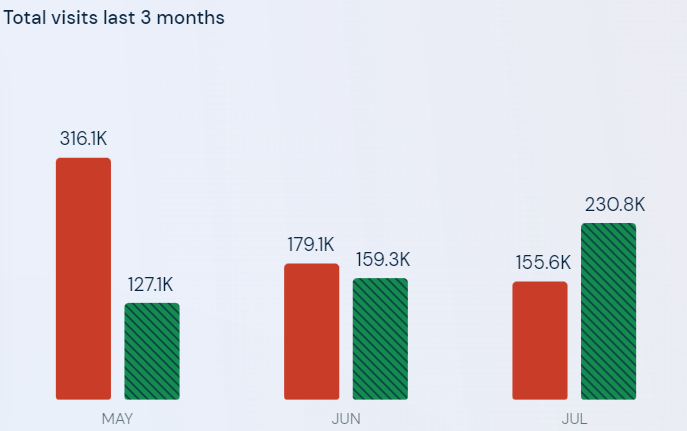 Total visits last 3 months
316.1K
127.1K
179.1K
159.3K
155.6K
230.8K
MAY
JUN
JUL